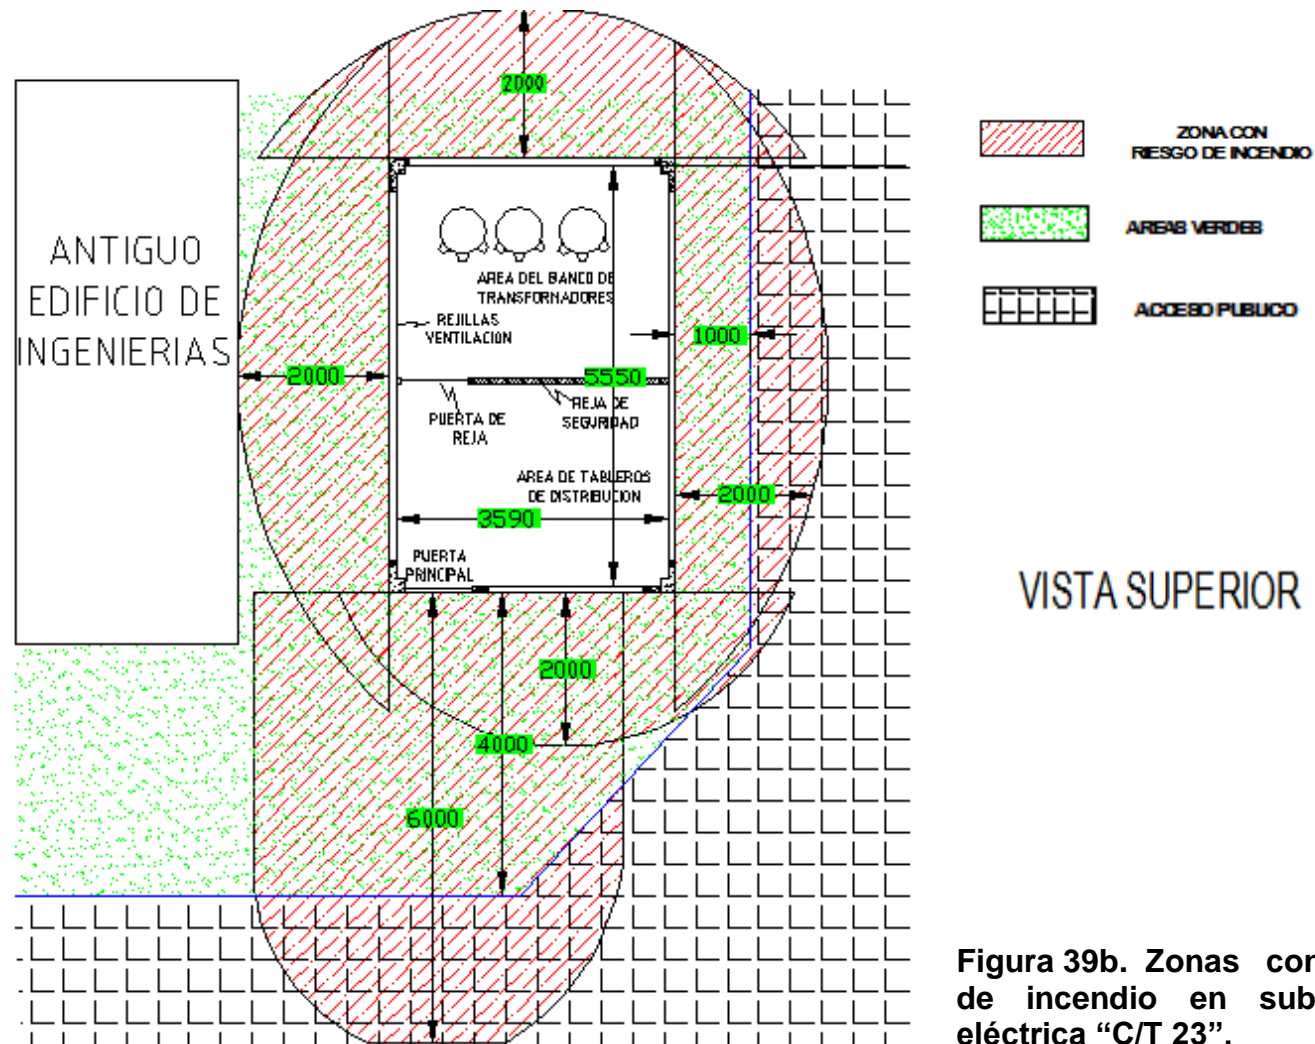 2000
ANTIGUO
EDIFICIO DE
INGENIERIAS
AREA DEL BANCO DE
TRANSFORMADORES
REJILLAS
VENTILACION
1000
2000
5550
PUERTA DE
REJA
REJA DE
SEGURIDAD
AREA DE TABLEROS
DE DISTRIBUCION
2000
3590
PUERTA
PRINCIPAL
2000
4000
6000
ZONA CON
RIESGO DE INCENDIO
AREAS VERDES
ACCESO PUBLICO
VISTA SUPERIOR
Figura 39b. Zonas con
de incendio en sub
eléctrica “C/T 23”.